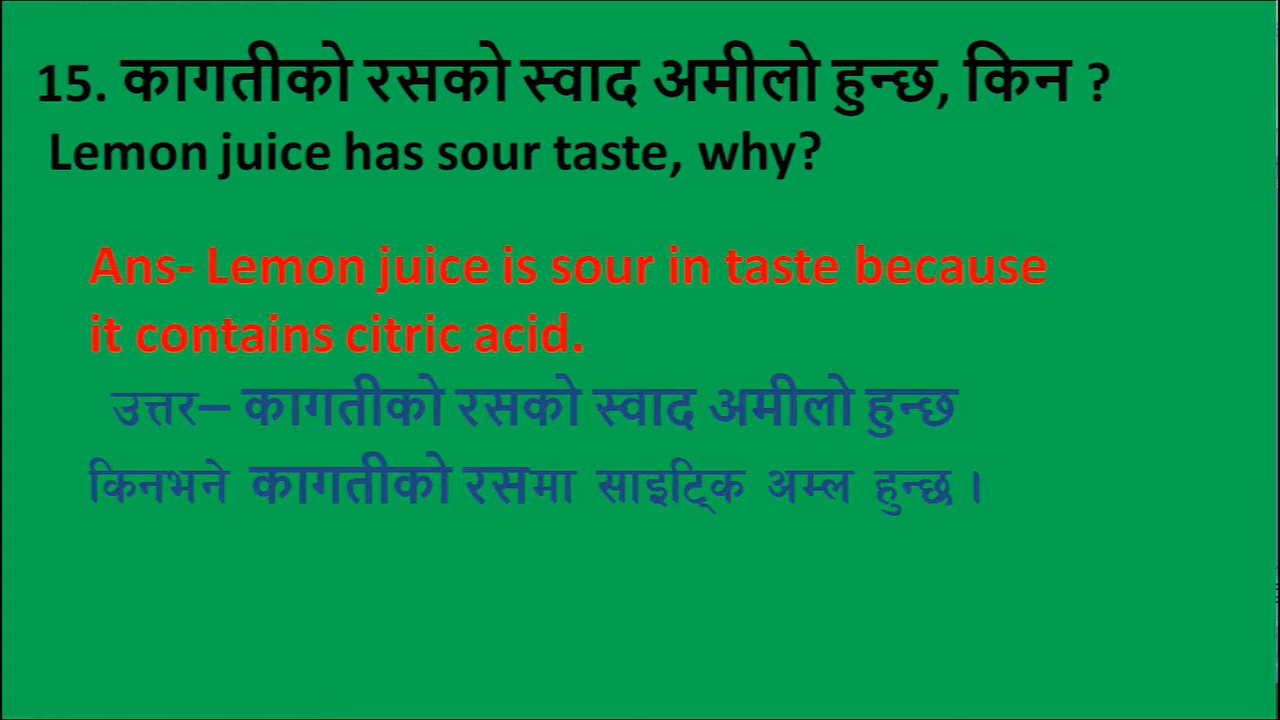 15. कागतीको रसको स्वाद अमीलो हुन्छ, किन ?
Lemon juice has sour taste, why?
Ans- Lemon juice is sour in taste because
it contains citric acid.
उत्तर– कागतीको रसको स्वाद अमीलो हुन्छ
किनभने कागतीको रसमा साइट्रिक अम्ल हुन्छ ।